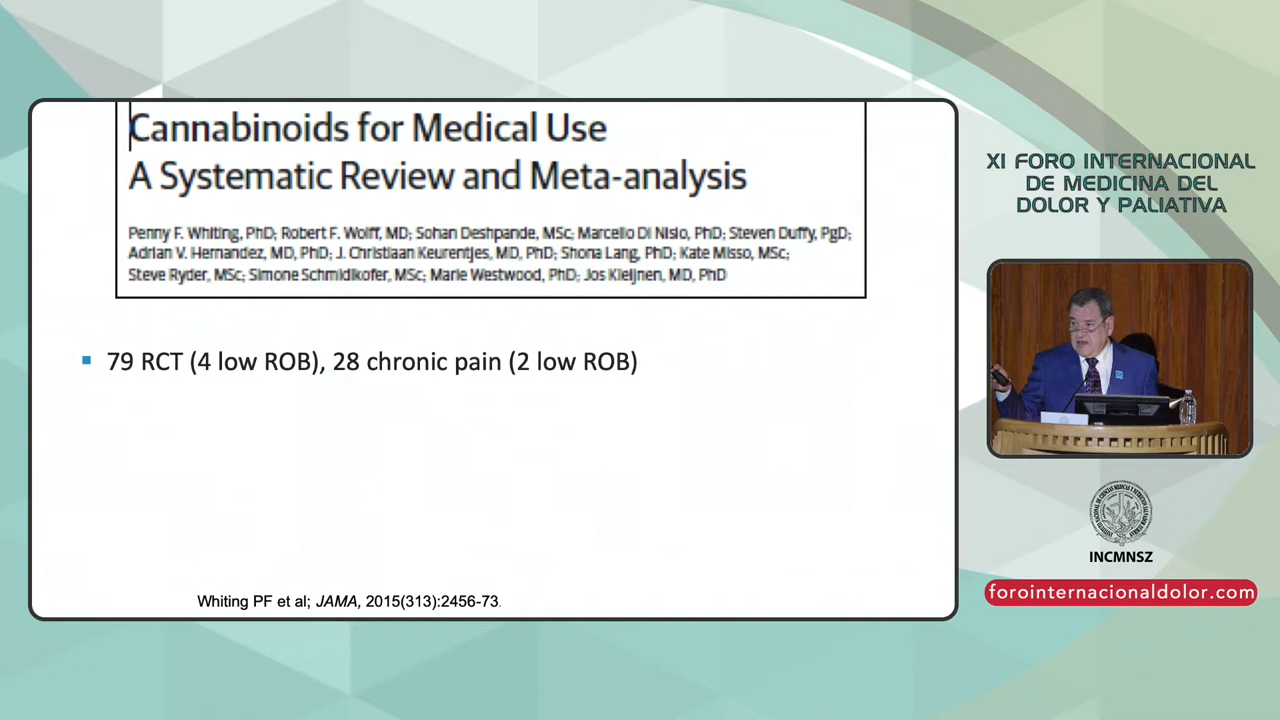 Cannabinoids for Medical Use
A Systematic Review and Meta-analysis
Penny F. Whiting, PhD; Robert F. Wolff, MD; Sohan Deshpande, MSc; Marcello Di Nisio, PhD; Steven Duffy, PgD;
Adrian V. Hernandez, MD, PhD; J. Christiaan Keurentjes, MD, PhD; Shona Lang, PhD; Kate Misso, MSc;
Steve Ryder, MSc; Simone Schmidlkofer, MSc; Marie Westwood, PhD; Jos Kleijnen, MD, PhD
▪ 79 RCT (4 low ROB), 28 chronic pain (2 low ROB)
Whiting PF et al; JAMA, 2015(313):2456-73.
XI FORO INTERNACIONAL
DE MEDICINA DEL
DOLOR Y PALIATIVA
INCMNSZ
forointernacionaldolor.com